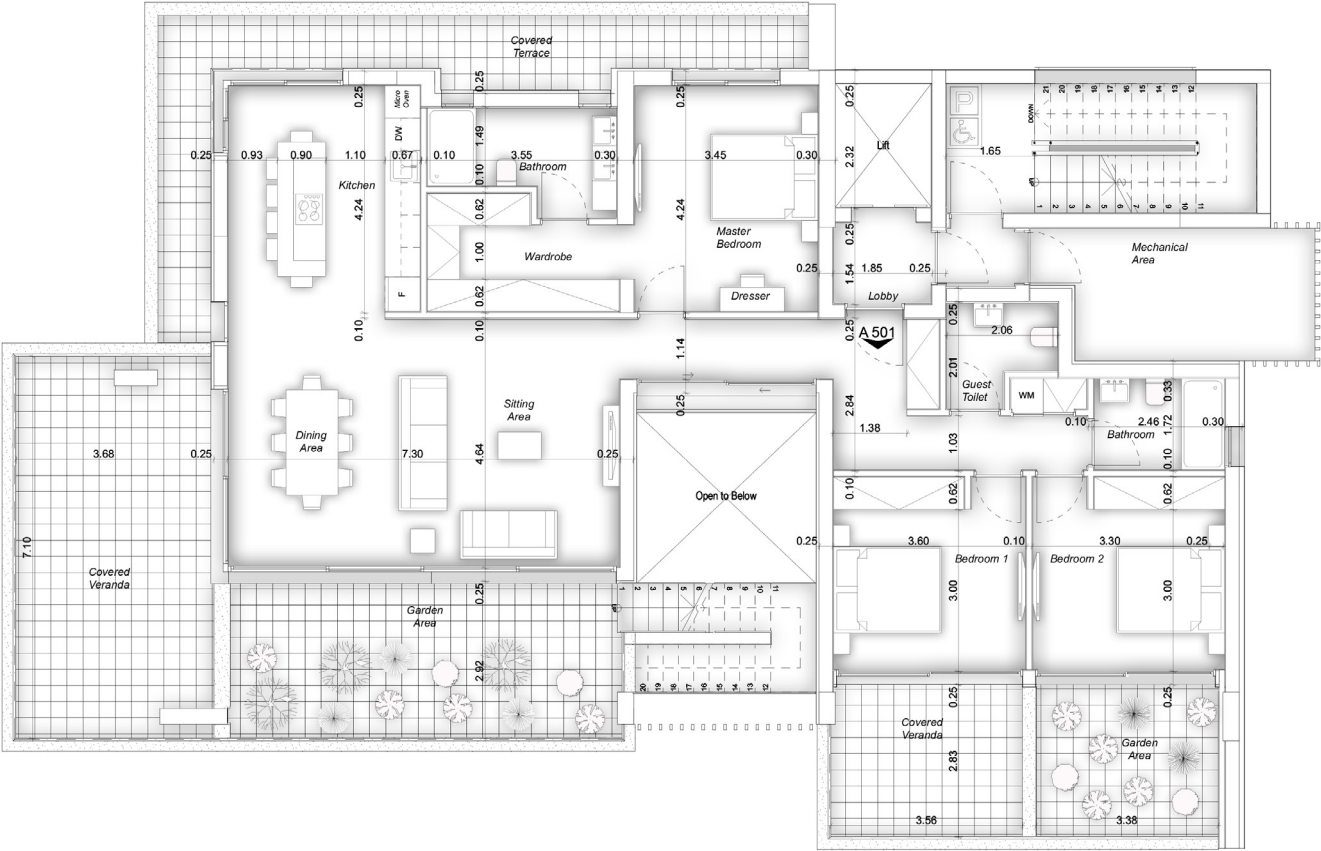 Covered
Terrace
0.25
0.25
0.25
0.25
Micro
Oven
DW
1.49
21
20
19
18
17
16
15
14
13
12
DOWN
P
0.25
0.93
0.90
1.10
0.67
0.10
3.55
0.30
3.45
0.30
2.32
Lift
1.65
Bathroom
0.10
Kitchen
4.24
0.62
4.24
UP
1
2
3
4
5
6
7
8
9
10
11
Master
Bedroom
0.25
Mechanical
Area
1.00
Wardrobe
0.25
1.54
1.85
0.25
F
0.62
Dresser
Lobby
0.10
0.10
0.25
A 501
0.25
2.06
1.14
2.01
Guest
Toilet
WM
0.33
0.25
2.84
Sitting
Area
Dining
Area
1.38
1.03
0.10
Bathroom
2.46
1.72
0.30
3.68
0.25
7.30
4.64
0.25
0.10
Open to Below
0.10
0.62
0.62
7.10
0.25
3.60
0.10
3.30
0.25
Bedroom 1
Bedroom 2
Covered
Veranda
3.00
3.00
0.25
Garden
Area
UP
1
2
3
4
5
6
7
8
9
10
11
2.92
20
19
18
17
16
15
14
13
12
0.25
0.25
Covered
Veranda
2.83
Garden
Area
3.56
3.38